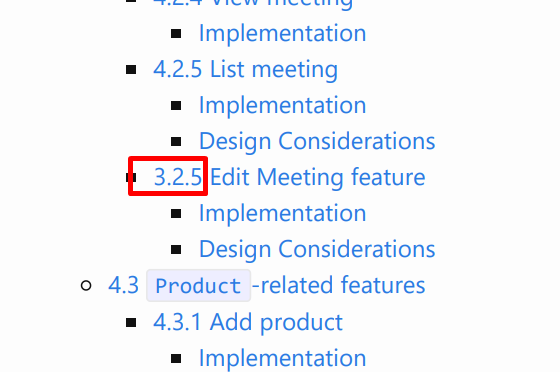 4.2.4 View meeting
Implementation
4.2.5 List meeting
Implementation
Design Considerations
3.2.5 Edit Meeting feature
Implementation
Design Considerations
4.3 Product-related features
4.3.1 Add product
Implementation